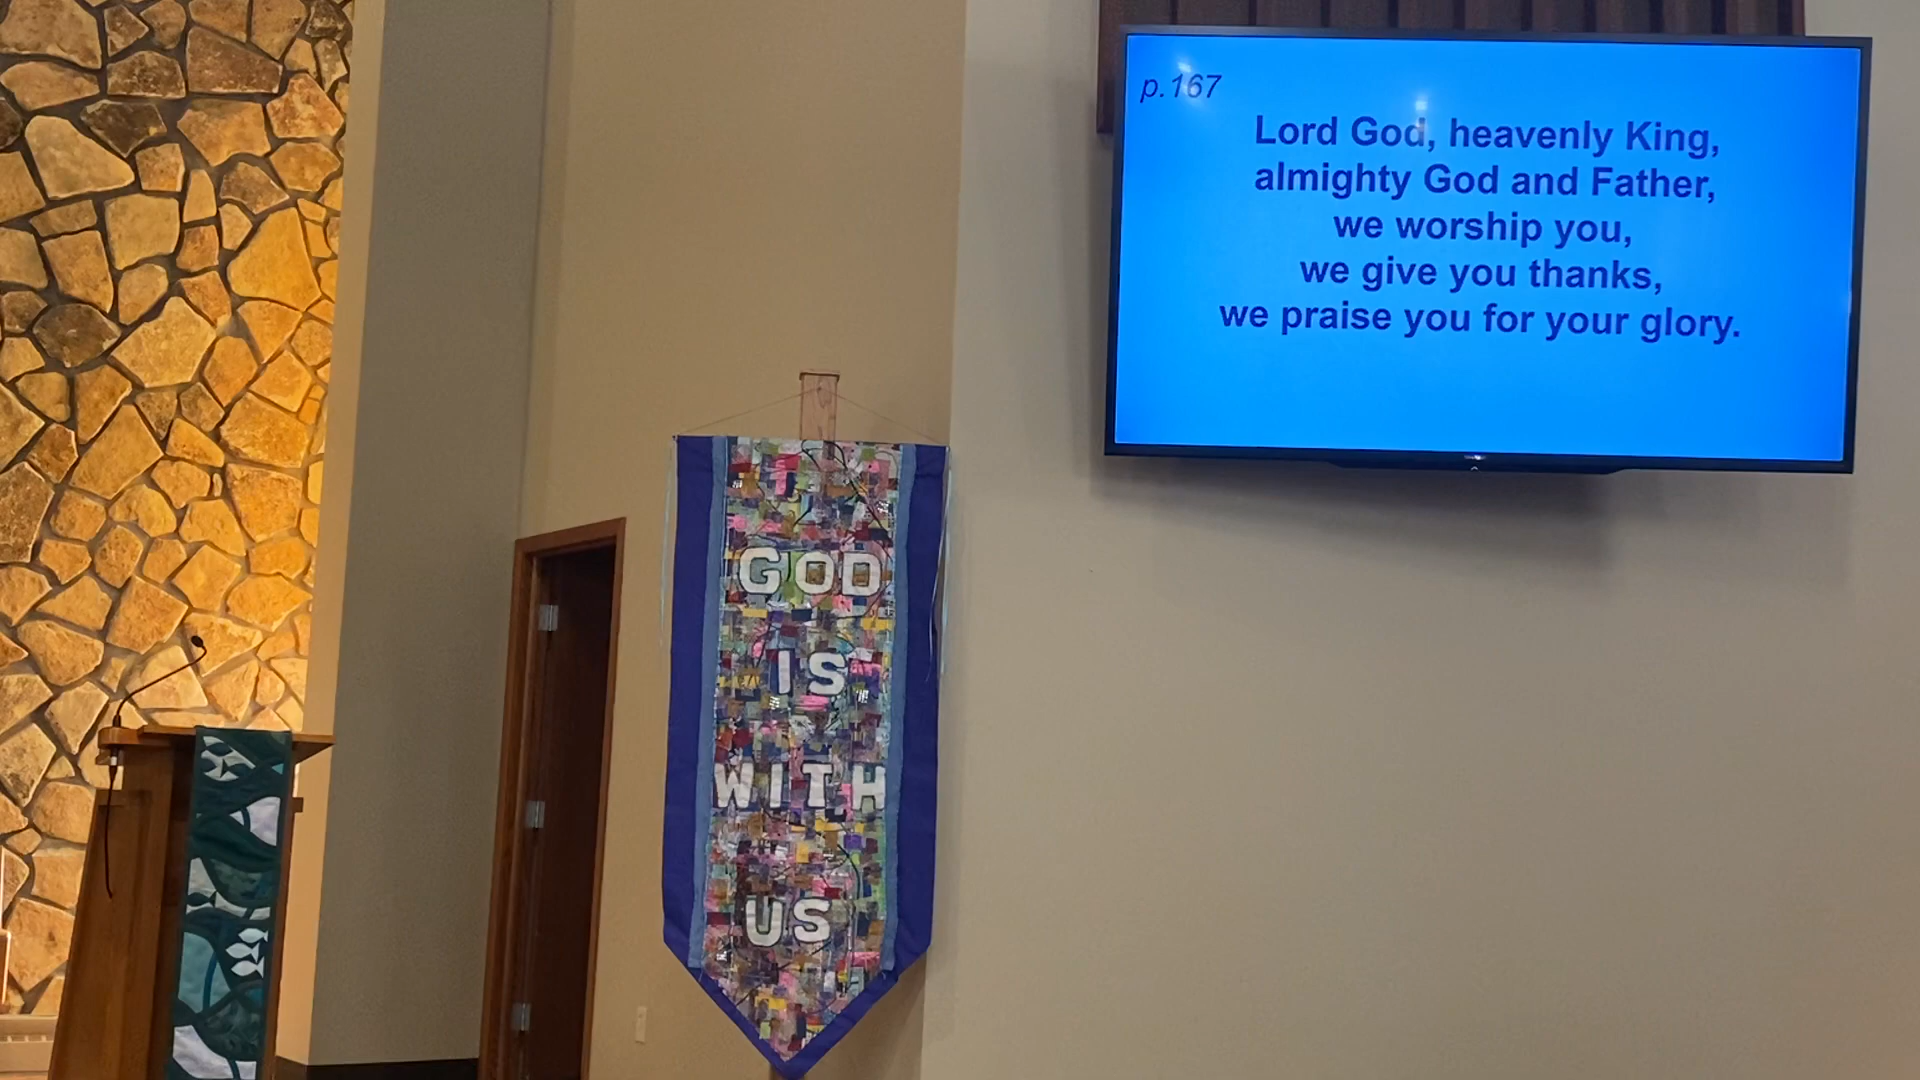 p.167
Lord God, heavenly King,
almighty God and Father,
we worship you,
we give you thanks,
we praise you for your glory.
GOD
IS
WITH
US